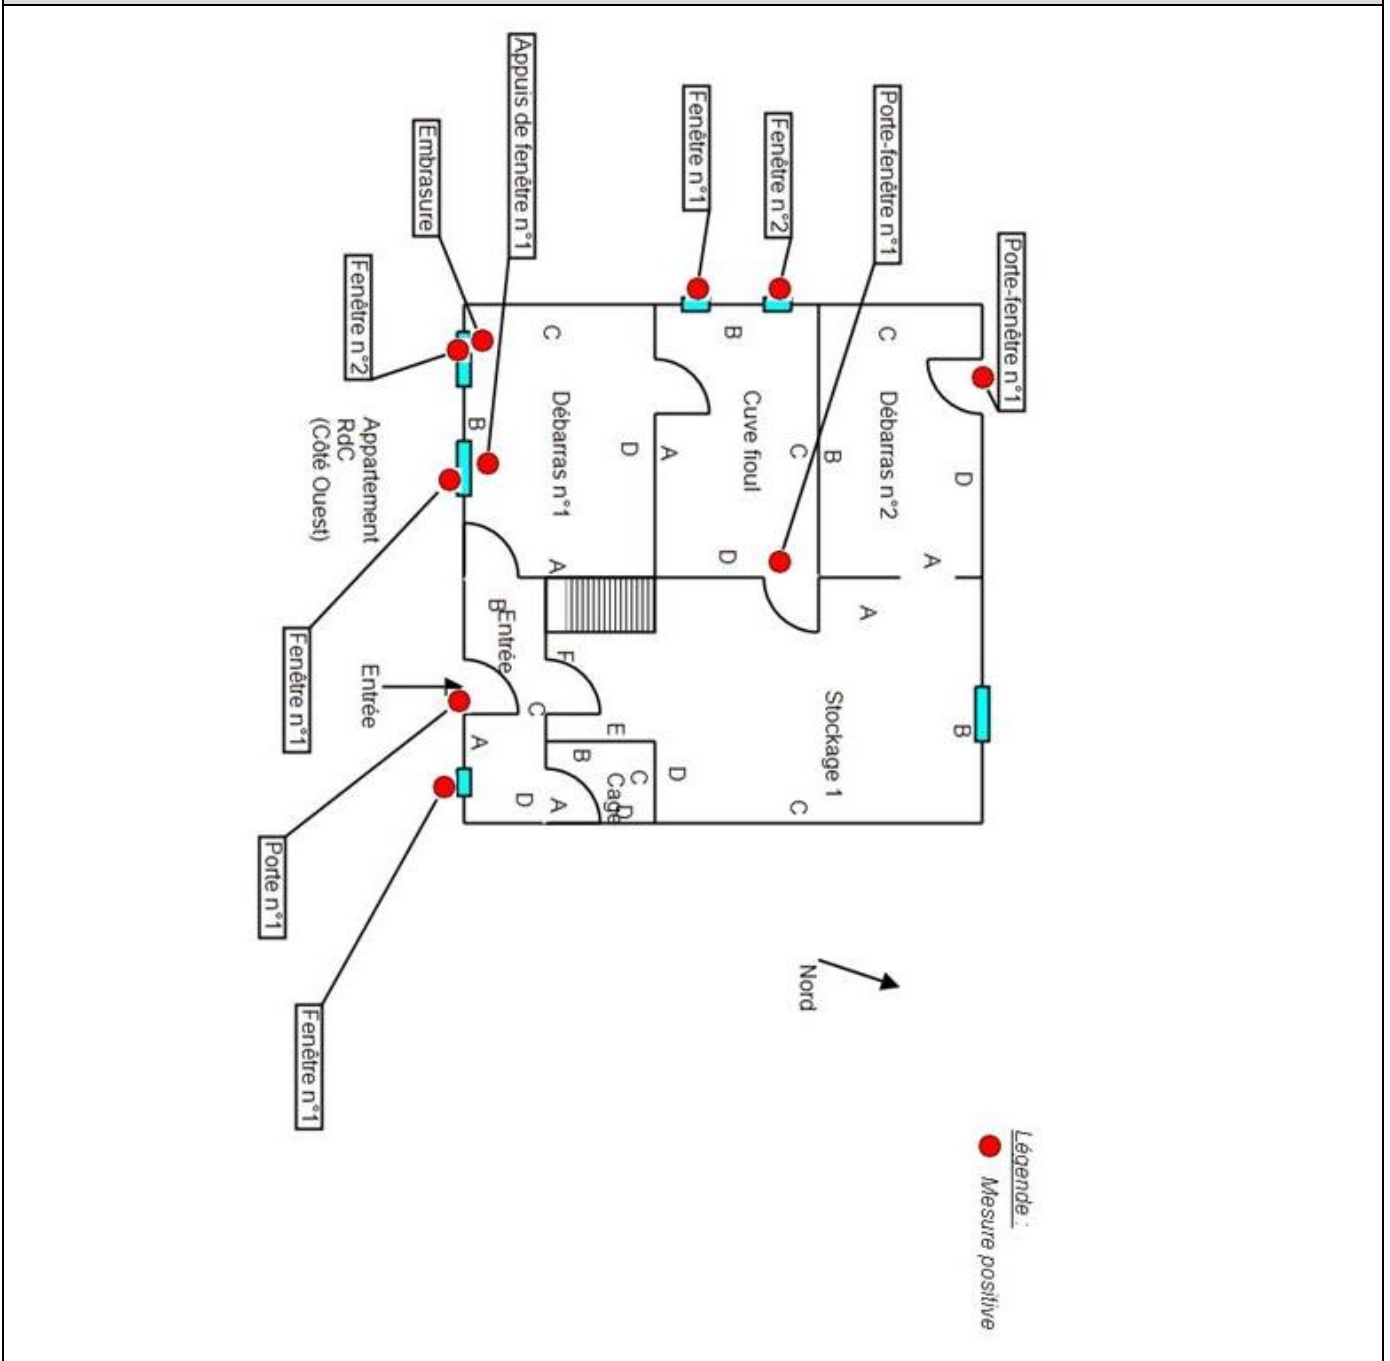 Légende :
Porte-fenêtre n°1
Mesure positive
D
B
A
Porte-fenêtre n°1
C
Débarras n°2
A
B
Stockage 1
Nord
C
C
Fenêtre n°2
Cuve fioul
B
D
Fenêtre n°1
D
A
C
D
D
E
Cage
B
F
Débarras n°1
A
A
C
C
Appuis de fenêtre n°1
D
Entrée
B
B
A
Embrasure
Appartement
RdC
(Côté Ouest)
Entrée
Fenêtre n°2
Fenêtre n°1
Fenêtre n°1
Porte n°1